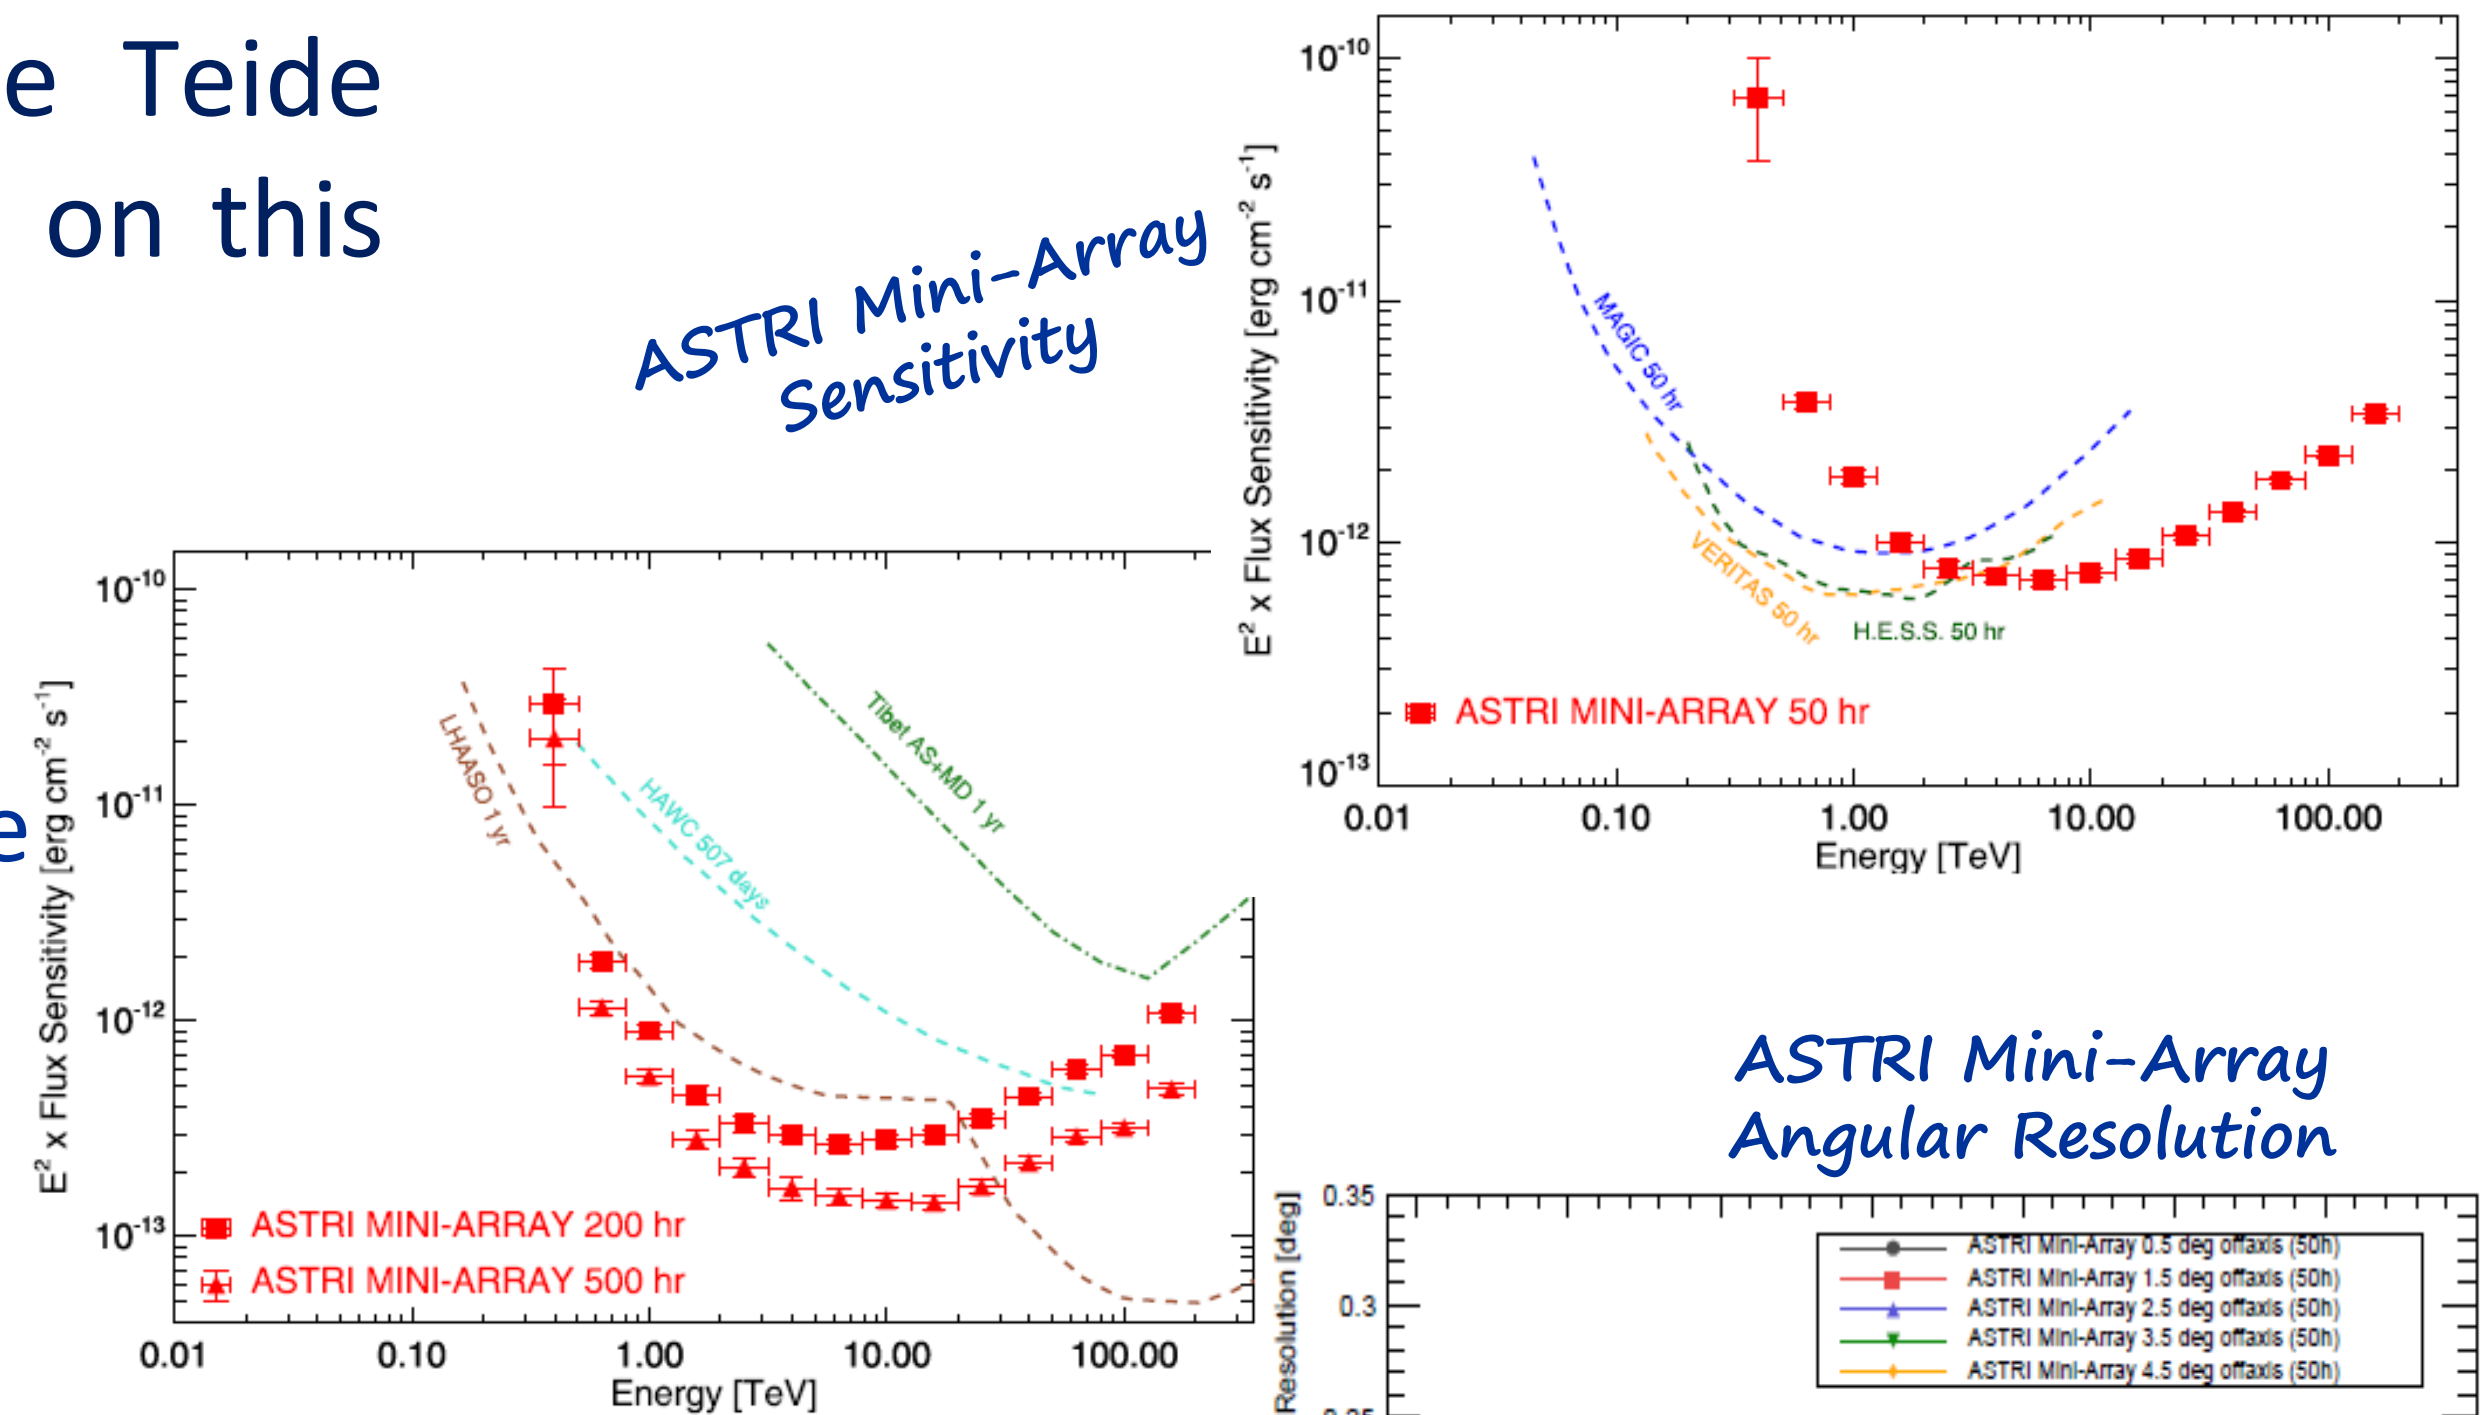 e Teide
on this
e
ASTRI Mini-Array
Sensitivity
10^-10
10^-11
10^-12
10^-13
E^2 x Flux Sensitivity [erg cm^-2 s^-1]
MAGIC 50 hr
VERITAS 50 hr
H.E.S.S. 50 hr
ASTRI MINI-ARRAY 50 hr
0.01 0.10 1.00 10.00 100.00
Energy [TeV]
10^-10
10^-11
10^-12
10^-13
E^2 x Flux Sensitivity [erg cm^-2 s^-1]
LHAASO 1 yr
HAWC 507 days
Tibet AS+MD 1 yr
ASTRI MINI-ARRAY 200 hr
ASTRI MINI-ARRAY 500 hr
0.01 0.10 1.00 10.00 100.00
Energy [TeV]
ASTRI Mini-Array
Angular Resolution
Resolution [deg]
0.35
0.3
ASTRI Mini-Array 0.5 deg offaxis (50h)
ASTRI Mini-Array 1.5 deg offaxis (50h)
ASTRI Mini-Array 2.5 deg offaxis (50h)
ASTRI Mini-Array 3.5 deg offaxis (50h)
ASTRI Mini-Array 4.5 deg offaxis (50h)